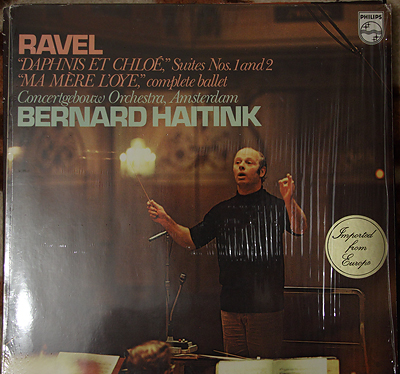 PHILIPS
RAVEL
“DAPHNIS ET CHLOÉ,” Suites Nos. 1 and 2
“MA MÈRE L'OYE,” complete ballet
Concertgebouw Orchestra, Amsterdam
BERNARD HAITINK
Imported
from
Europe